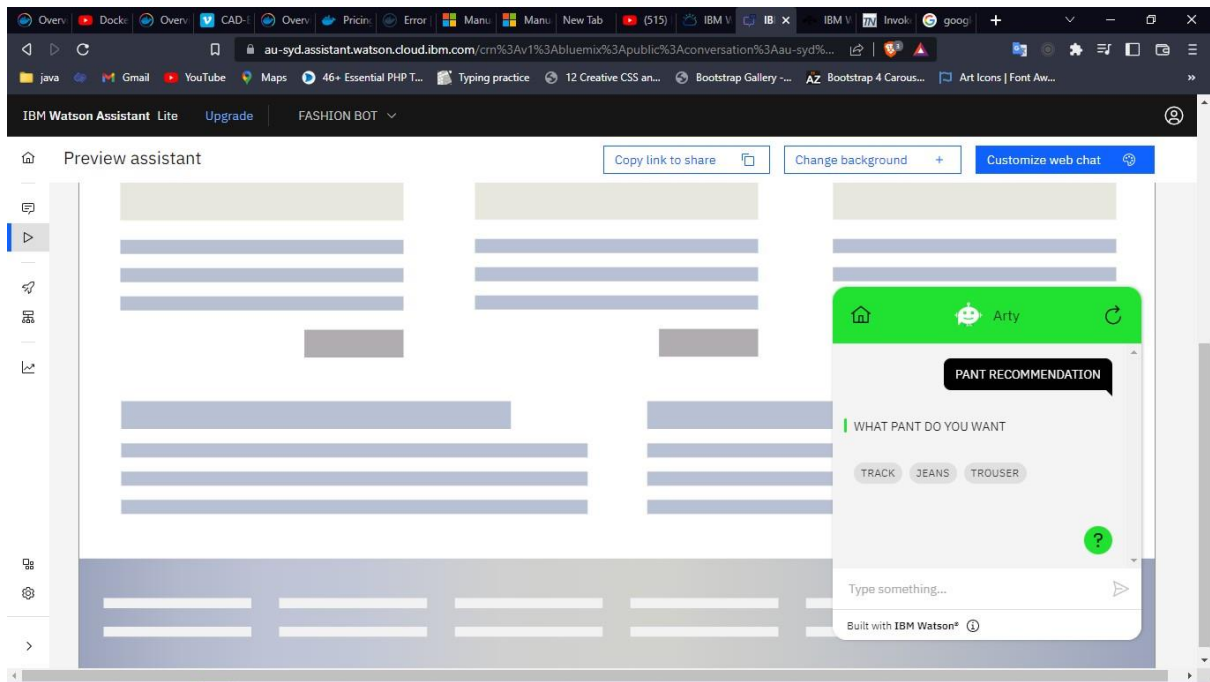 Overv
Docke
Overv
CAD-E
Overv
Pricing
Error
Manu
Manu
New Tab
(515)
IBM W
IB
IBM W
Invok
googl
au-syd.assistant.watson.cloud.ibm.com/crn%3Av1%3Abluemix%3Apublic%3Aconversation%3Aau-syd%...
java
Gmail
YouTube
Maps
46+ Essential PHP T...
Typing practice
12 Creative CSS an...
Bootstrap Gallery -...
Bootstrap 4 Carous...
Art Icons | Font Aw...
IBM Watson Assistant Lite
Upgrade
FASHION BOT
Preview assistant
Copy link to share
Change background +
Customize web chat
Arty
PANT RECOMMENDATION
WHAT PANT DO YOU WANT
TRACK
JEANS
TROUSER
?
Type something...
Built with IBM Watson®